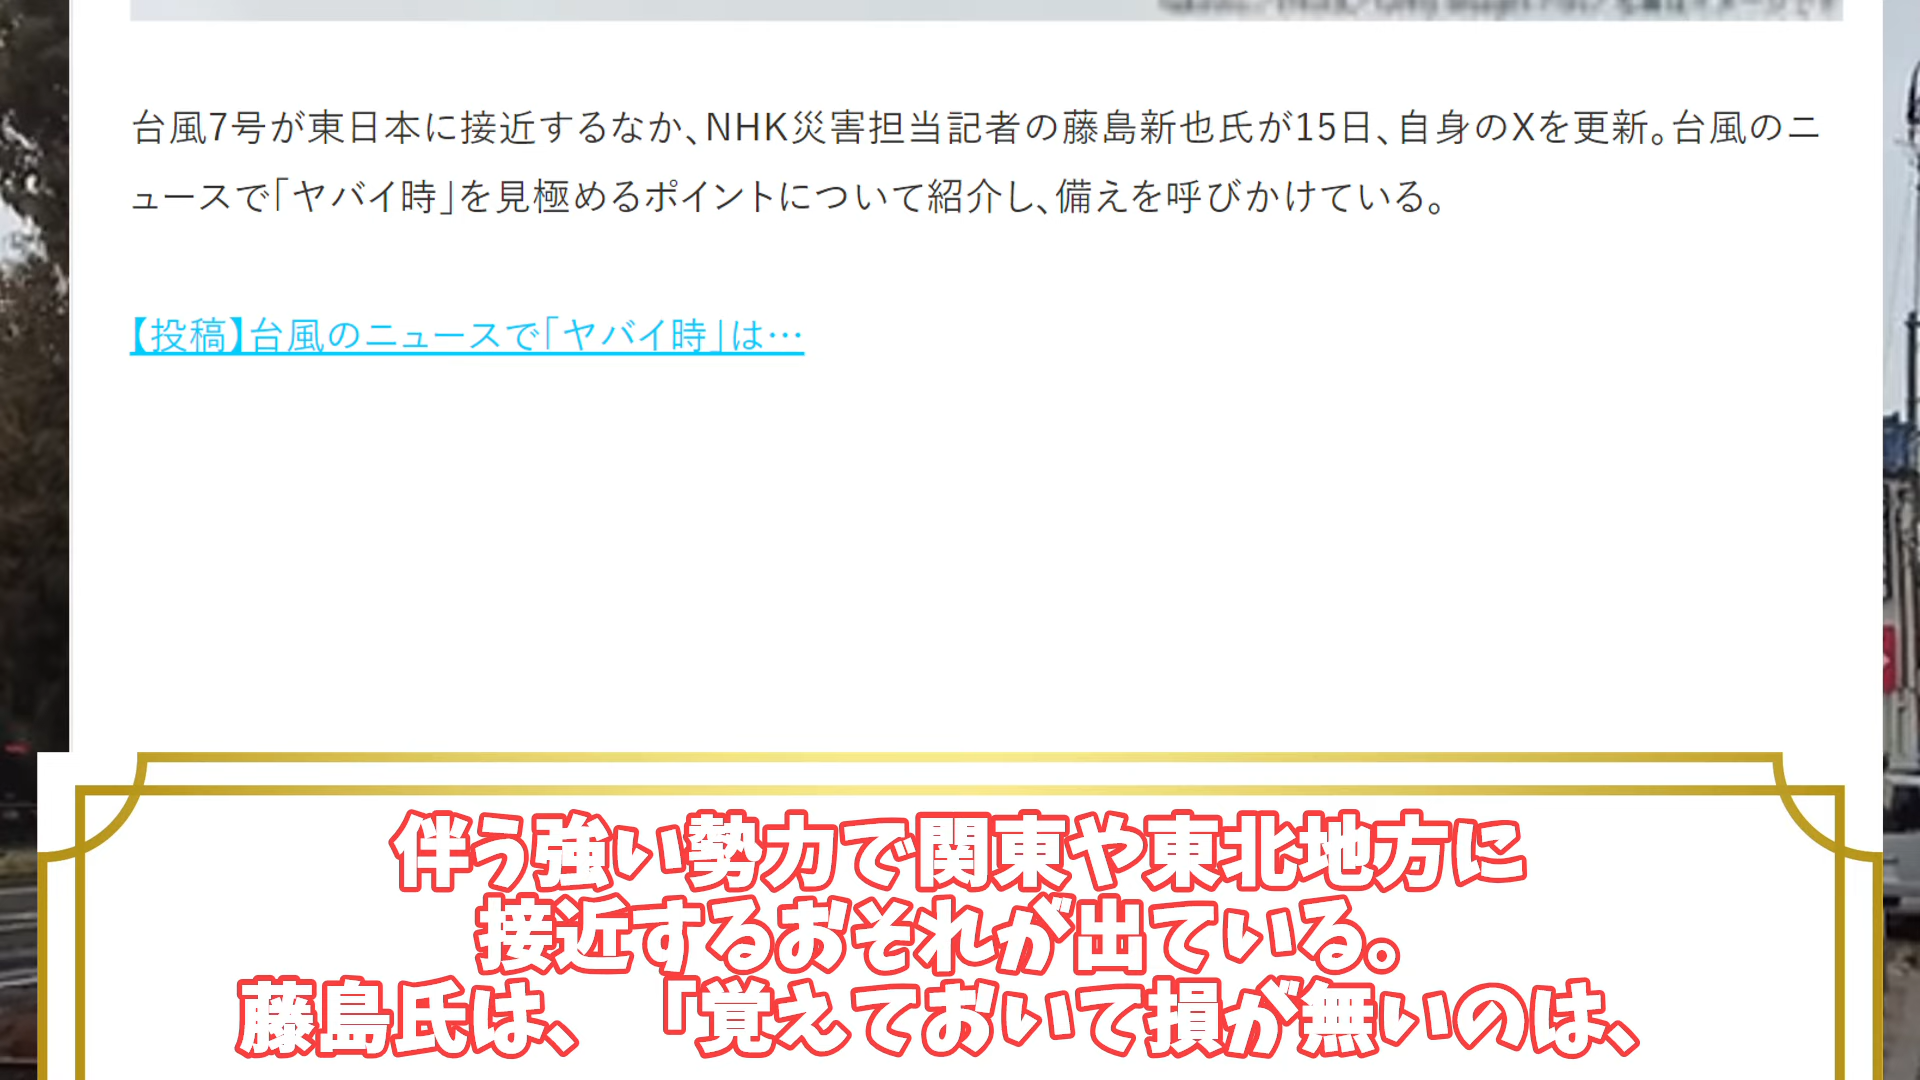 台風7号が東日本に接近するなか、NHK災害担当記者の藤島新也氏が15日、自身のXを更新。台風のニ
ュースで「ヤバイ時」を見極めるポイントについて紹介し、備えを呼びかけている。
【投稿】台風のニュースで「ヤバイ時」は…
伴う強い勢力で関東や東北地方に
接近するおそれが出ている。
藤島氏は、「覚えておいて損が無いのは、